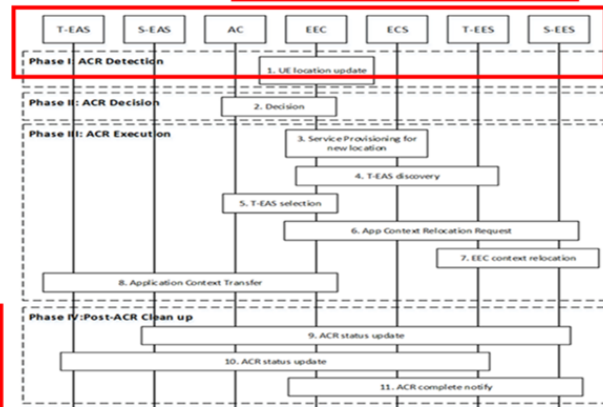 T-EAS S-EAS AC EEC ECS T-EES S-EES
Phase I: ACR Detection
1. UE location update
Phase II: ACR Decision
2. Decision
Phase III: ACR Execution
3. Service Provisioning for
new location
4. T-EAS discovery
5. T-EAS selection
6. App Context Relocation Request
7. EEC context relocation
8. Application Context Transfer
Phase IV:Post-ACR Clean up
9. ACR status update
10. ACR status update
11. ACR complete notify